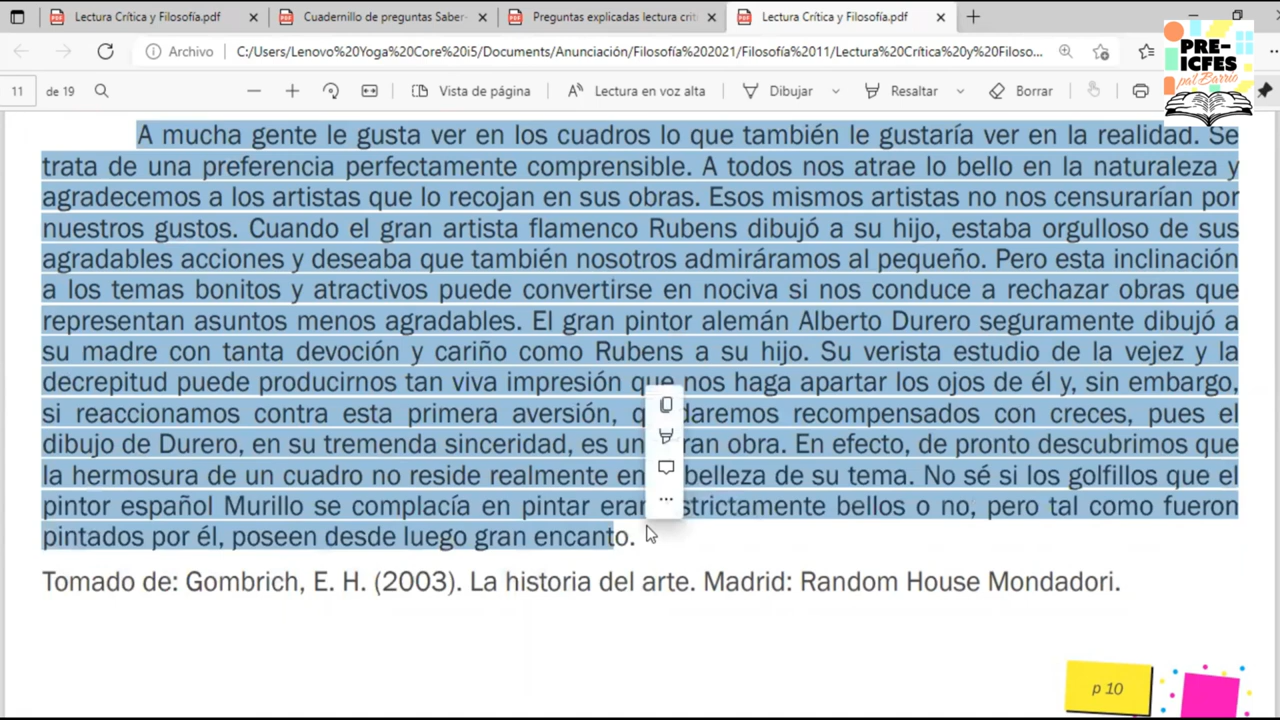 Lectura Crítica y Filosofía.pdf
Cuadernillo de preguntas Saber-
Preguntas explicadas lectura crit
Lectura Crítica y Filosofía.pdf
Archivo
C:/Users/Lenovo%20Yoga%20Core%20i5/Documents/Anunciación/Filosofía%202021/Filosofía%2011/Lectura%20Crítica%20y%20Filoso...
PRE-
ICFES
pa'l Barrio
11
de 19
Vista de página
Lectura en voz alta
Dibujar
Resaltar
Borrar
A mucha gente le gusta ver en los cuadros lo que también le gustaría ver en la realidad. Se
trata de una preferencia perfectamente comprensible. A todos nos atrae lo bello en la naturaleza y
agradecemos a los artistas que lo recojan en sus obras. Esos mismos artistas no nos censurarían por
nuestros gustos. Cuando el gran artista flamenco Rubens dibujó a su hijo, estaba orgulloso de sus
agradables acciones y deseaba que también nosotros admiráramos al pequeño. Pero esta inclinación
a los temas bonitos y atractivos puede convertirse en nociva si nos conduce a rechazar obras que
representan asuntos menos agradables. El gran pintor alemán Alberto Durero seguramente dibujó a
su madre con tanta devoción y cariño como Rubens a su hijo. Su verista estudio de la vejez y la
decrepitud puede producirnos tan viva impresión que nos haga apartar los ojos de él y, sin embargo,
si reaccionamos contra esta primera aversión, q daremos recompensados con creces, pues el
dibujo de Durero, en su tremenda sinceridad, es un ran obra. En efecto, de pronto descubrimos que
la hermosura de un cuadro no reside realmente en belleza de su tema. No sé si los golfillos que el
pintor español Murillo se complacía en pintar eran strictamente bellos o no, pero tal como fueron
pintados por él, poseen desde luego gran encanto.
Tomado de: Gombrich, E. H. (2003). La historia del arte. Madrid: Random House Mondadori.
p 10